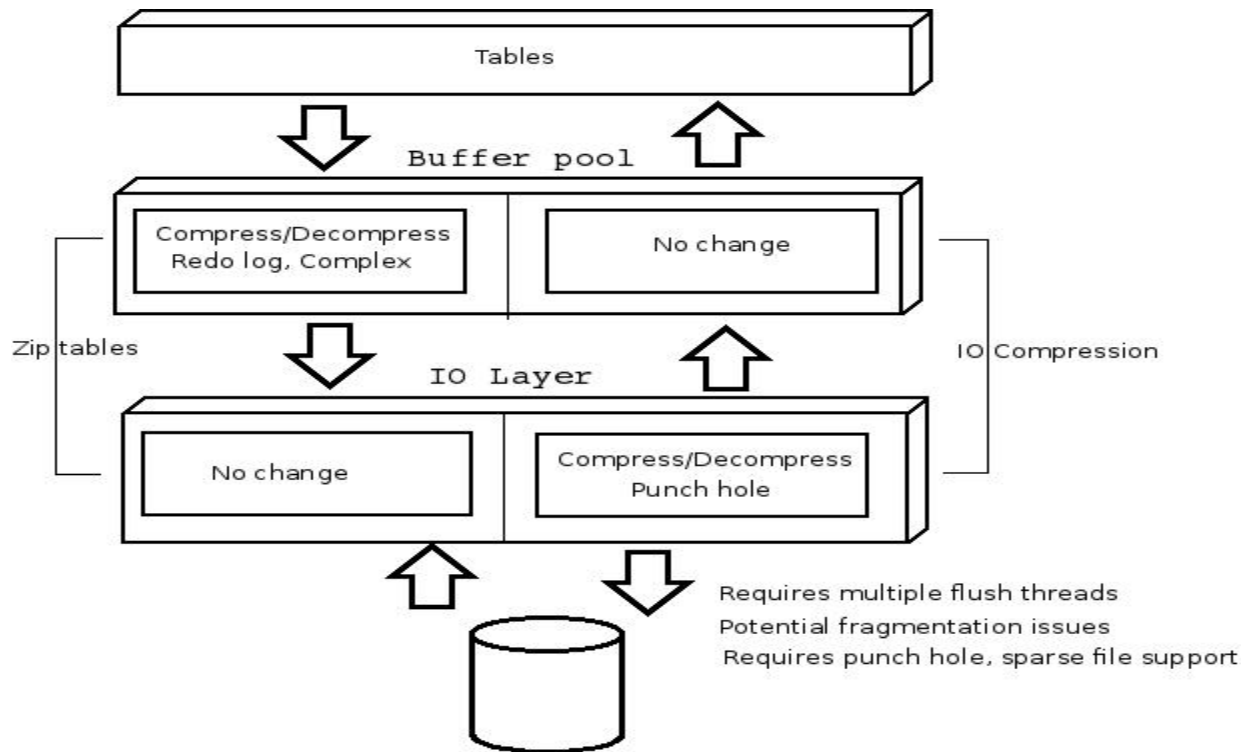 Tables
Buffer pool
Compress/Decompress
Redo log, Complex
No change
Zip tables
IO Compression
IO Layer
No change
Compress/Decompress
Punch hole
Requires multiple flush threads
Potential fragmentation issues
Requires punch hole, sparse file support